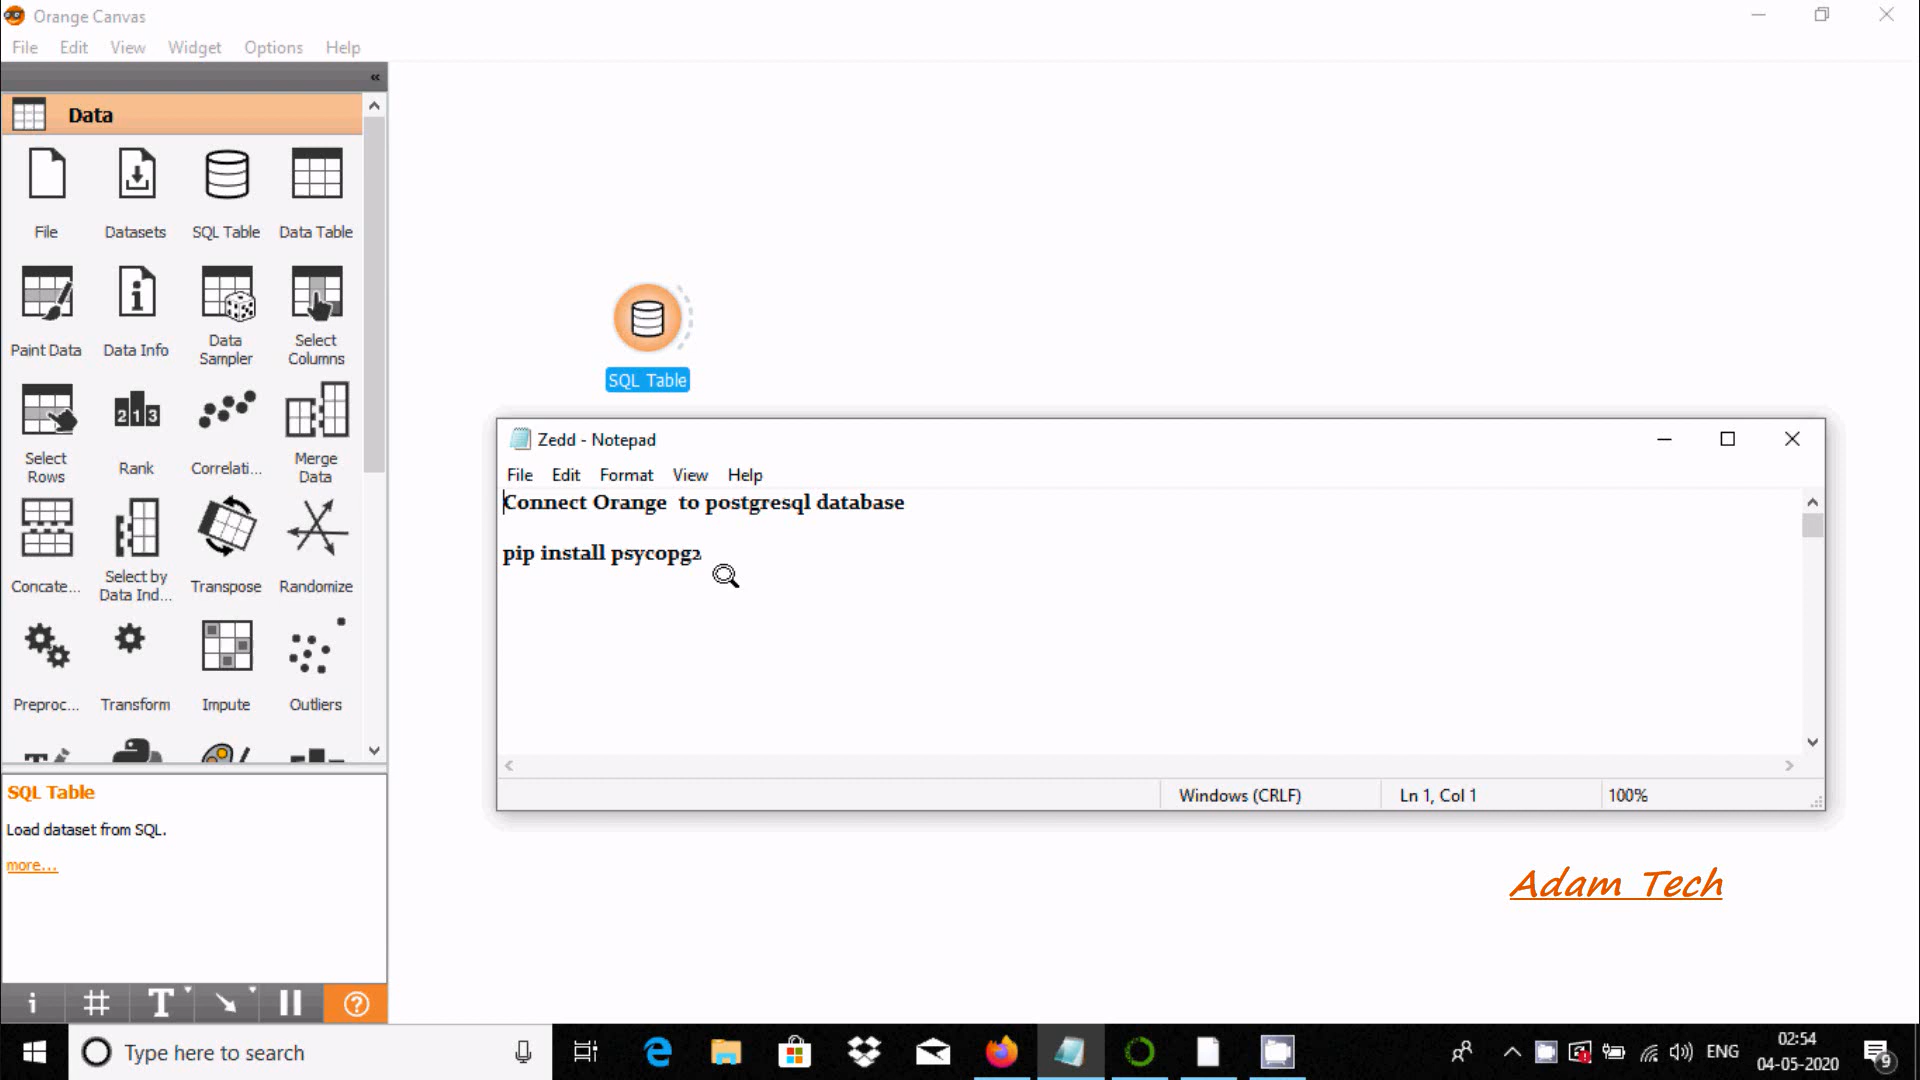 Orange Canvas
File Edit View Widget Options Help
«
Data
File Datasets SQL Table Data Table
Paint Data Data Info Data Sampler Select Columns
Select Rows Rank Correlati... Merge Data
Concate... Select by Data Ind... Transpose Randomize
Preproc... Transform Impute Outliers
SQL Table
Load dataset from SQL.
more...
SQL Table
Zedd - Notepad
File Edit Format View Help
Connect Orange  to postgresql database
pip install psycopg2
Windows (CRLF) Ln 1, Col 1 100%
Adam Tech
Type here to search
ENG
02:54
04-05-2020
9